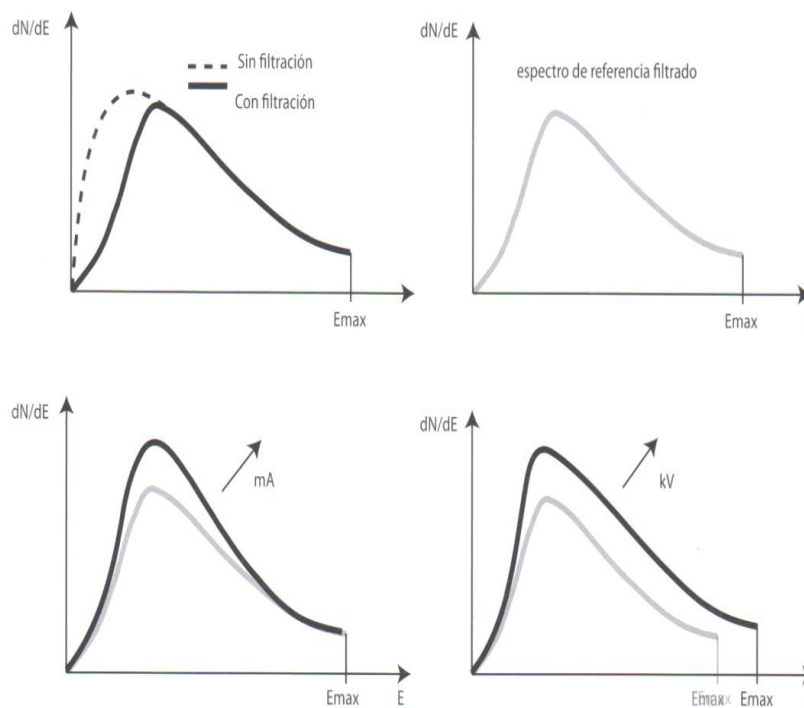 dN/dE
Sin filtración
Con filtración
Emax
dN/dE
espectro de referencia filtrado
Emax
dN/dE
mA
Emax
E
dN/dE
kV
Emax
Emax